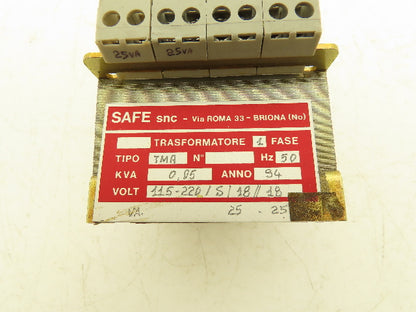 25VA 25VA
SAFE snc - Via ROMA 33 - BRIONA (No)
TRASFORMATORE 1 FASE
TIPO TMA N° Hz 50
KVA 0,05 ANNO 94
VOLT 115-220/S/18//18
VA 25 - 25